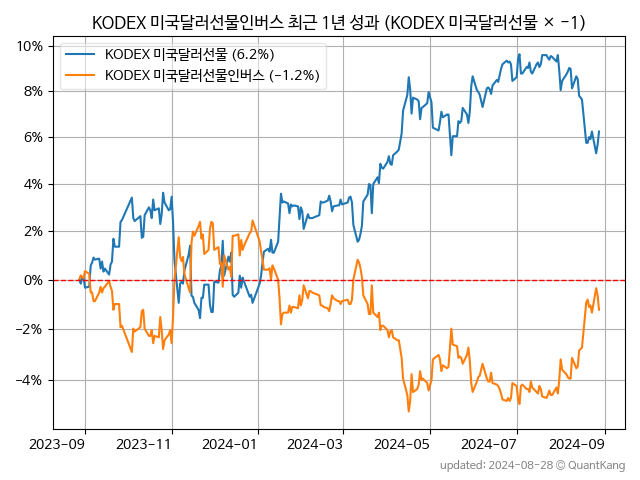 KODEX 미국달러선물인버스 최근 1년 성과 (KODEX 미국달러선물 × -1)
KODEX 미국달러선물 (6.2%)
KODEX 미국달러선물인버스 (-1.2%)
10%
8%
6%
4%
2%
0%
-2%
-4%
2023-09 2023-11 2024-01 2024-03 2024-05 2024-07 2024-09
updated: 2024-08-28 © QuantKang